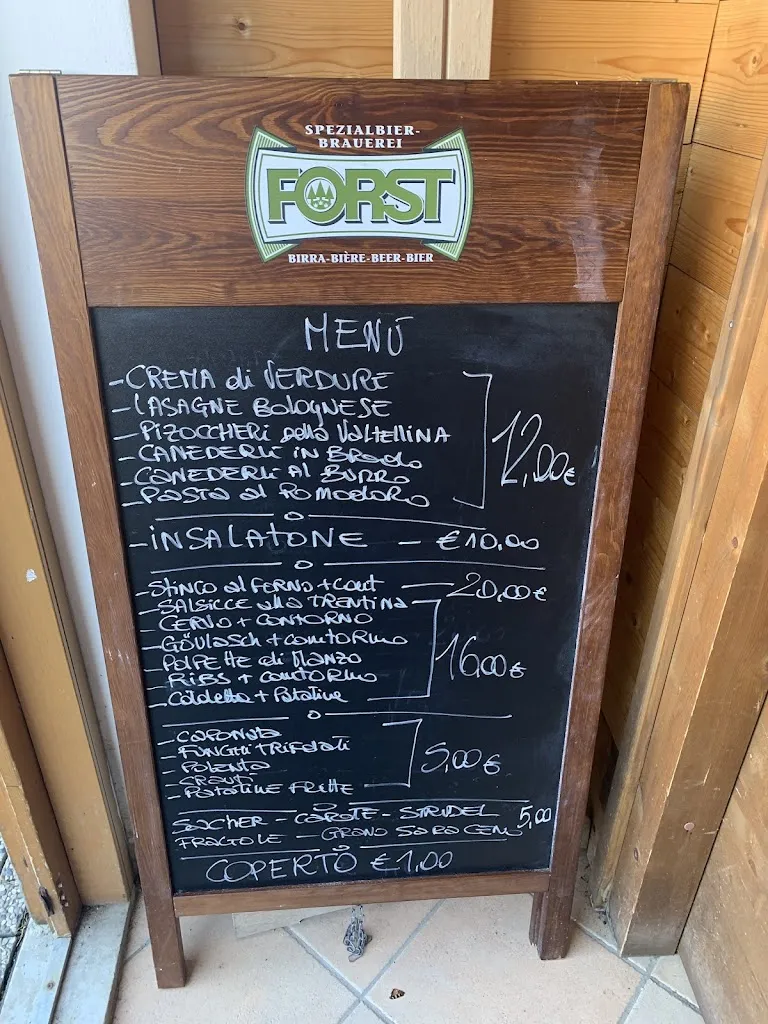 SPEZIALBIER-
BRAUEREI
FORST
BIRRA-BIÈRE-BEER-BIER
MENÙ
-CREMA di VERDURE
-LASAGNE BOLOGNESE
-PIZOCCHERI della VALTELLINA
-CANEDERLI IN BRODO
-CANEDERLI AL BURRO
-PASTA al POMODORO
12,00€
-INSALATONE - €10,00
-STINCO al FORNO + CONT 20,00€
-SALSICCE alla TRENTINA
-CERVO + CONTORNO
-GÖULASCH + CONTORNO
-POLPETTE di MANZO
-RIBS + CONTORNO
-COTOLETTA + PATATINE
16,00€
-CAPONATA
-FUNGHI TRIFOLATI
-POLENTA
-CRAUTI
-PATATINE FRITTE
5,00€
SACHER - CAROTE - STRUDEL 5,00
FRAGOLE - GRANO SARACENO
COPERTO €1,00